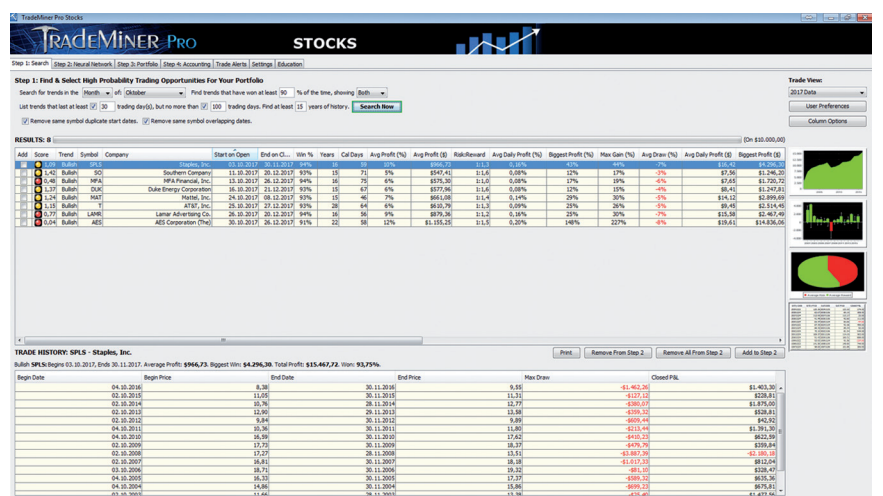 TradeMiner Pro Stocks
TRADEMINER PRO STOCKS
Step 1: Search Step 2: Neural Network Step 3: Portfolio Step 4: Accounting Trade Alerts Settings Education
Step 1: Find & Select High Probability Trading Opportunities For Your Portfolio
Trade View:
Search for trends in the Month of: Oktober Find trends that have won at least 90 % of the time, showing Both
2017 Data
List trends that last at least 30 trading day(s), but no more than 100 trading days. Find at least 15 years of history. Search Now
User Preferences
Remove same symbol duplicate start dates. Remove same symbol overlapping dates.
Column Options
RESULTS: 8 (On $10.000,00)
Add Score Trend Symbol Company Start on Open End on Cl... Win % Years Cal Days Avg Profit (%) Avg Profit ($) Risk:Reward Avg Daily Profit (%) Biggest Profit (%) Max Gain (%) Avg Draw (%) Avg Daily Profit ($) Biggest Profit ($)
1,09 Bullish SPLS Staples, Inc. 03.10.2017 30.11.2017 94% 16 59 10% $966,73 1:1,3 0,16% 43% 44% -7% $16,42 $4.296,30
1,42 Bullish SO Southern Company 11.10.2017 20.12.2017 93% 15 71 5% $547,41 1:1,6 0,08% 12% 17% -3% $7,56 $1.246,20
0,48 Bullish MFA MFA Financial, Inc. 13.10.2017 26.12.2017 94% 16 75 6% $575,30 1:1,0 0,08% 17% 19% -6% $7,65 $1.720,72
1,37 Bullish DUK Duke Energy Corporation 16.10.2017 21.12.2017 93% 15 67 6% $577,96 1:1,6 0,08% 12% 15% -4% $8,41 $1.247,81
1,24 Bullish MAT Mattel, Inc. 24.10.2017 08.12.2017 93% 15 46 7% $661,08 1:1,4 0,14% 29% 30% -5% $14,12 $2.899,69
1,15 Bullish T AT&T, Inc. 25.10.2017 27.12.2017 93% 28 64 6% $610,79 1:1,3 0,09% 25% 26% -5% $9,45 $2.514,45
0,77 Bullish LAMR Lamar Advertising Co. 26.10.2017 20.12.2017 94% 16 56 9% $879,36 1:1,2 0,16% 25% 30% -7% $15,58 $2.467,49
0,04 Bullish AES AES Corporation (The) 30.10.2017 26.12.2017 91% 22 58 12% $1.155,25 1:1,5 0,20% 148% 227% -8% $19,61 $14.836,06
TRADE HISTORY: SPLS - Staples, Inc.
Print Remove From Step 2 Remove All From Step 2 Add to Step 2
Bullish SPLS: Begins 03.10.2017, Ends 30.11.2017. Average Profit: $966,73. Biggest Win: $4.296,30. Total Profit: $15.467,72. Won: 93,75%.
Begin Date Begin Price End Date End Price Max Draw Closed P&L
04.10.2016 8,38 30.11.2016 9,55 -$1.462,26 $1.403,30
02.10.2015 11,05 30.11.2015 11,31 -$127,12 $228,81
02.10.2014 10,76 28.11.2014 12,77 -$380,07 $1.875,00
02.10.2013 12,90 29.11.2013 13,58 -$359,32 $528,81
02.10.2012 9,84 30.11.2012 9,89 -$609,44 $42,92
04.10.2011 10,36 30.11.2011 11,80 -$213,44 $1.391,30
04.10.2010 16,59 30.11.2010 17,62 -$410,23 $622,59
02.10.2009 17,73 30.11.2009 18,37 -$479,79 $359,84
02.10.2008 17,27 28.11.2008 13,51 -$3.887,39 -$2.180,18
02.10.2007 16,81 30.11.2007 18,18 -$1.017,33 $812,04
03.10.2006 18,71 30.11.2006 19,32 -$81,10 $328,47
04.10.2005 16,33 30.11.2005 17,37 -$589,32 $635,36
04.10.2004 14,86 30.11.2004 15,86 -$699,23 $675,81